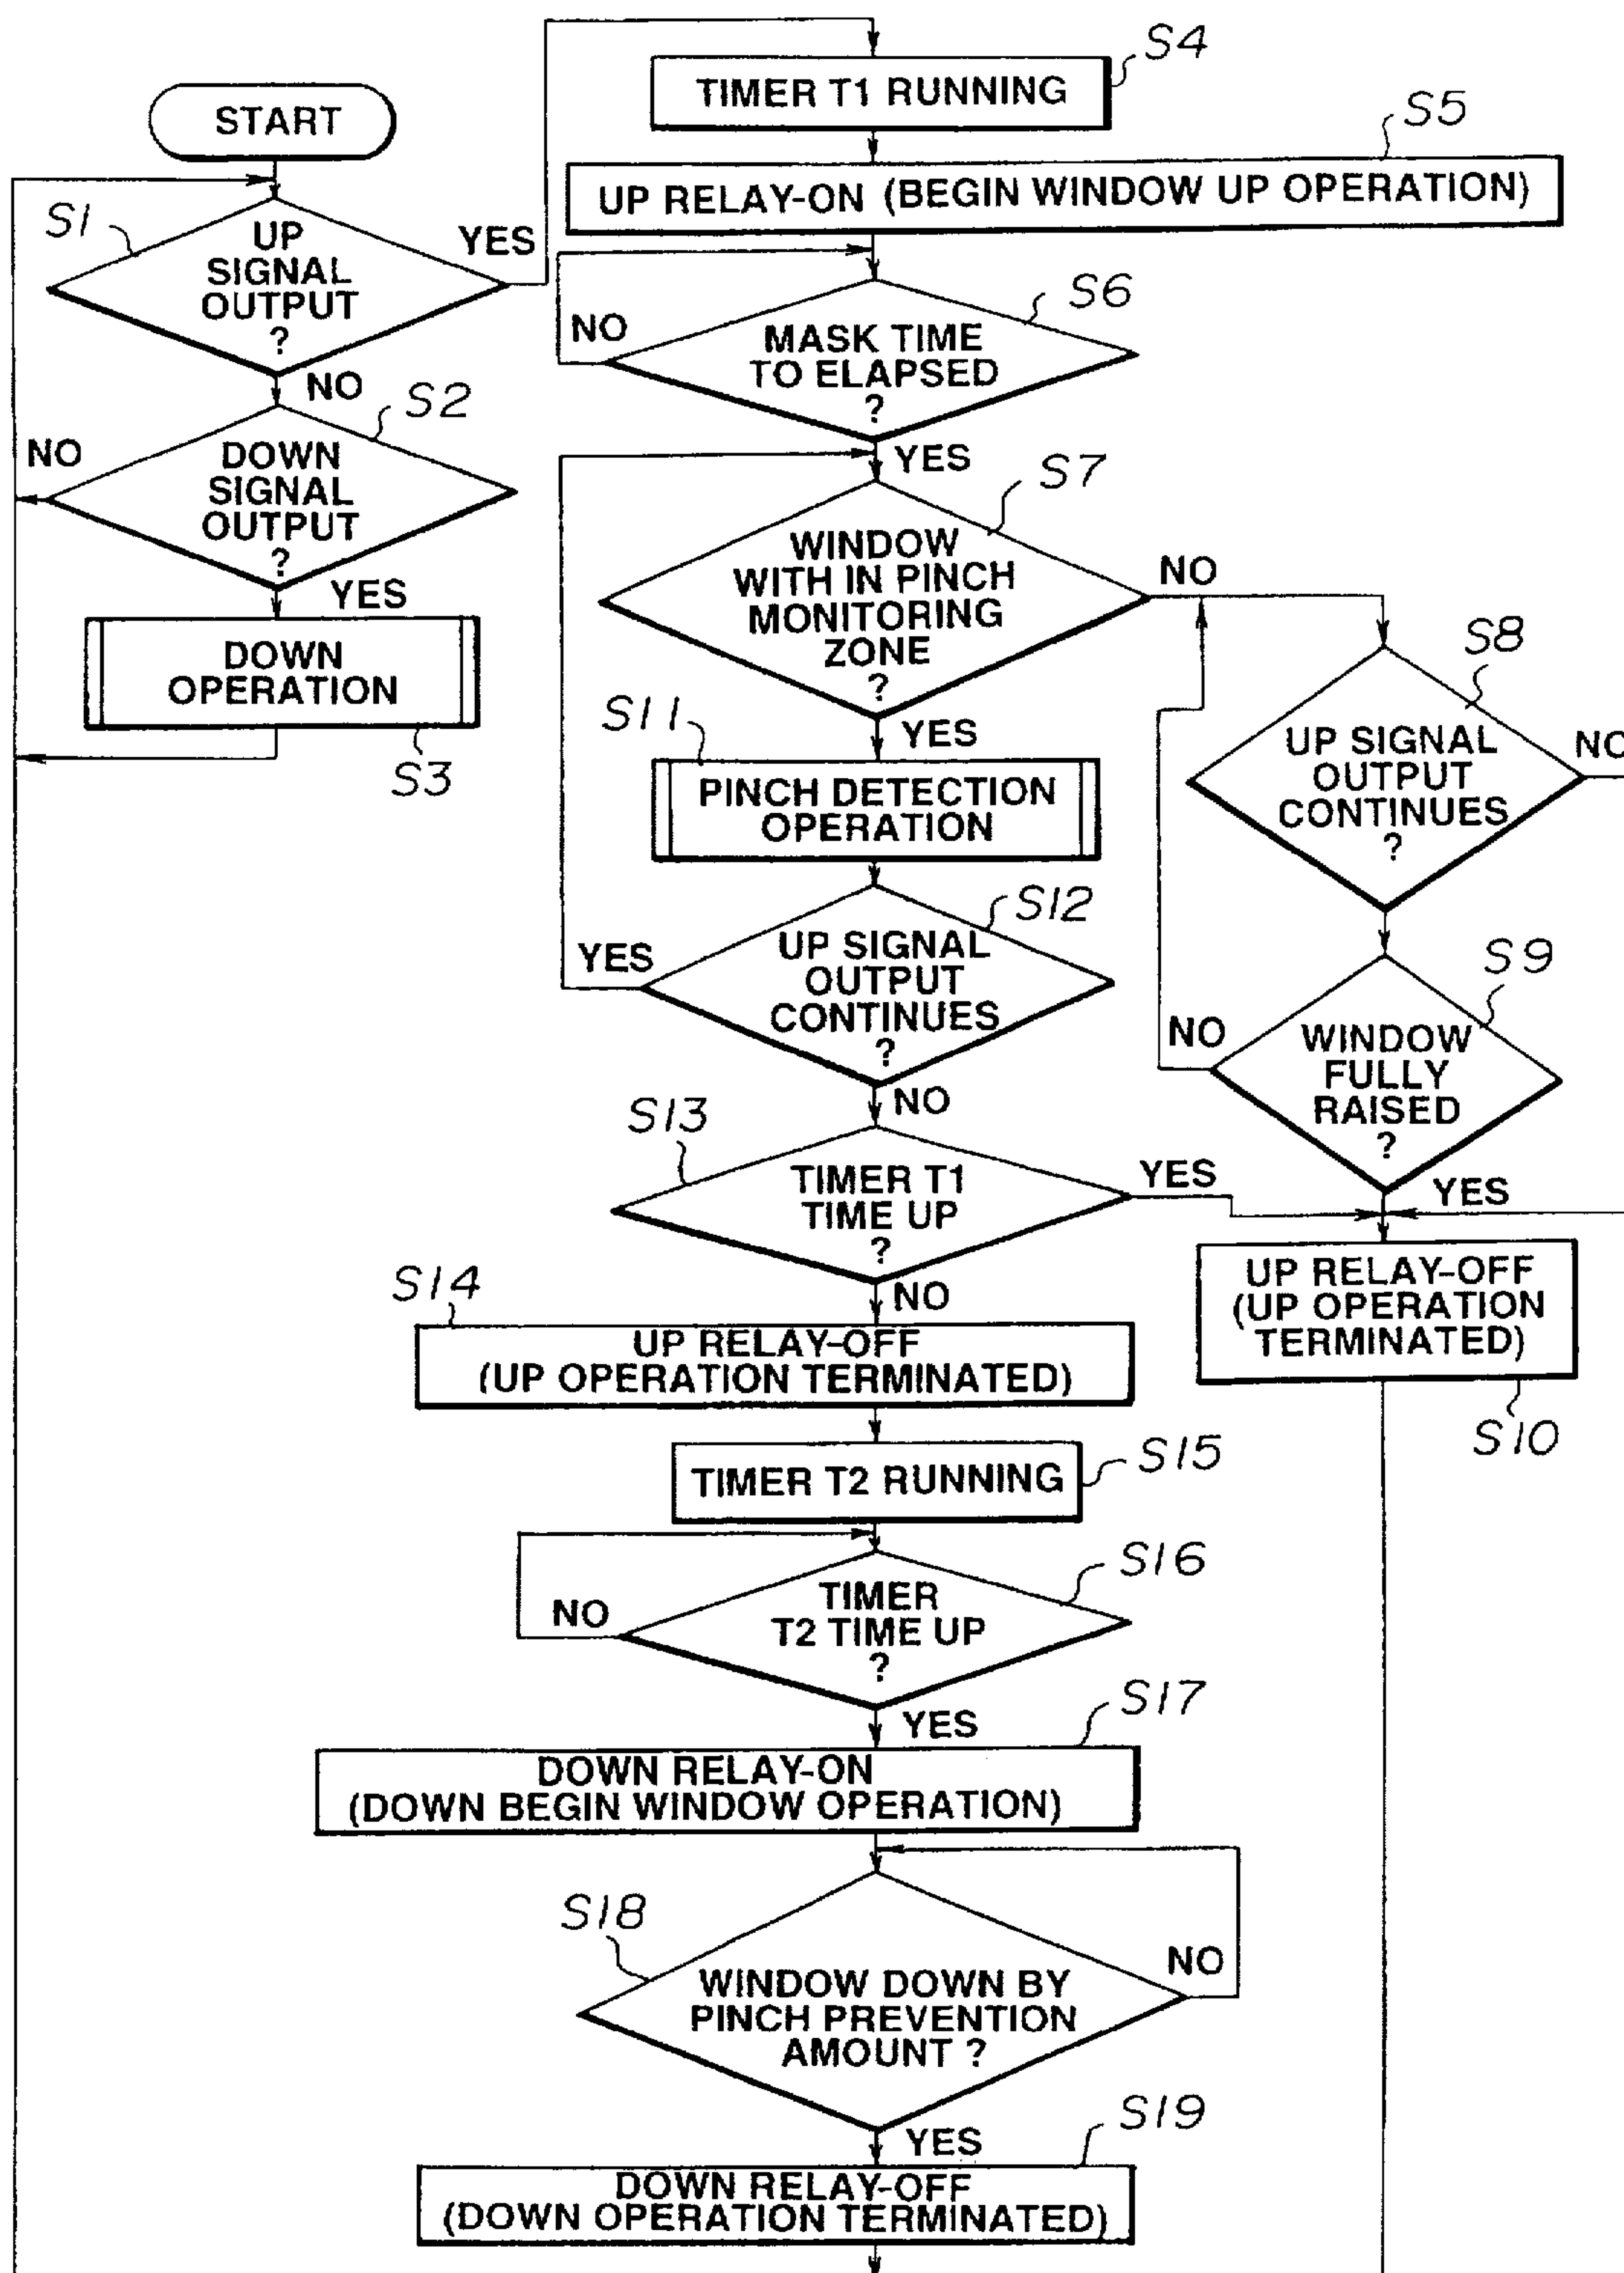 START
S1
UP
SIGNAL
OUTPUT
?
YES
NO
S2
DOWN
SIGNAL
OUTPUT
?
NO
YES
DOWN
OPERATION
S3
S4
TIMER T1 RUNNING
S5
UP RELAY-ON (BEGIN WINDOW UP OPERATION)
S6
MASK TIME
TO ELAPSED
?
NO
YES
S7
WINDOW
WITH IN PINCH
MONITORING
ZONE
?
NO
YES
S8
UP SIGNAL
OUTPUT
CONTINUES
?
NO
S9
WINDOW
FULLY
RAISED
?
NO
YES
UP RELAY-OFF
(UP OPERATION
TERMINATED)
S10
S11
PINCH DETECTION
OPERATION
S12
UP SIGNAL
OUTPUT
CONTINUES
?
YES
NO
S13
TIMER T1
TIME UP
?
YES
NO
S14
UP RELAY-OFF
(UP OPERATION TERMINATED)
S15
TIMER T2 RUNNING
S16
TIMER
T2 TIME UP
?
NO
YES
S17
DOWN RELAY-ON
(DOWN BEGIN WINDOW OPERATION)
S18
WINDOW DOWN BY
PINCH PREVENTION
AMOUNT ?
NO
YES
S19
DOWN RELAY-OFF
(DOWN OPERATION TERMINATED)